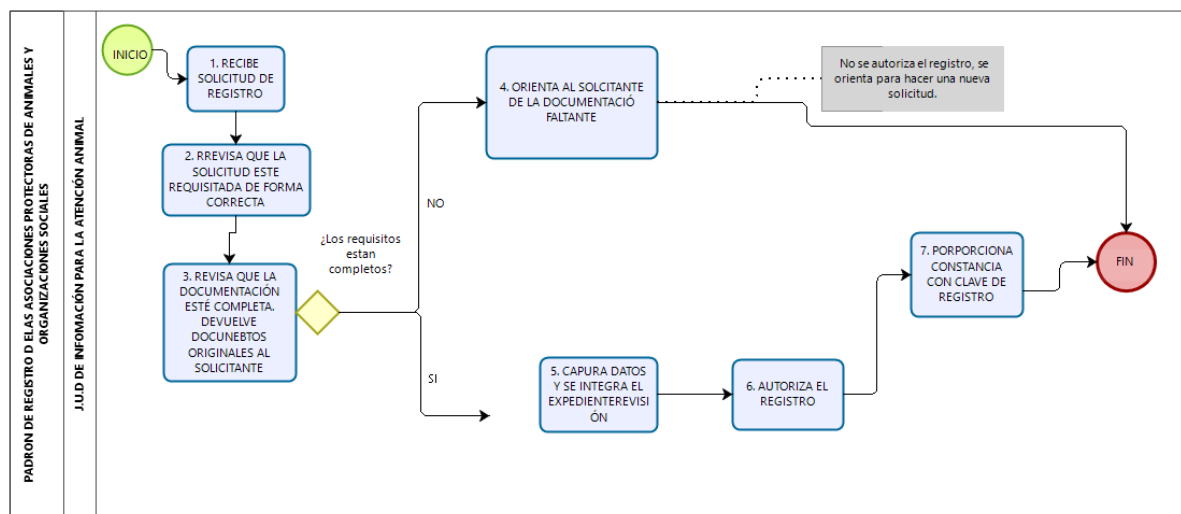 PADRON DE REGISTRO D ELAS ASOCIACIONES PROTECTORAS DE ANIMALES Y
ORGANIZACIONES SOCIALES
J.U.D DE INFOMACIÓN PARA LA ATENCIÓN ANIMAL
INICIO
1. RECIBE
SOLICITUD DE
REGISTRO
2. RREVISA QUE LA
SOLICITUD ESTE
REQUISITADA DE FORMA
CORRECTA
3. REVISA QUE LA
DOCUMENTACIÓN
ESTÉ COMPLETA.
DEVUELVE
DOCUNEBTOS
ORIGINALES AL
SOLICITANTE
¿Los requisitos
estan
completos?
NO
SI
4. ORIENTA AL SOLCITANTE
DE LA DOCUMENTACIÓ
FALTANTE
No se autoriza el registro, se
orienta para hacer una nueva
solicitud.
5. CAPURA DATOS
Y SE INTEGRA EL
EXPEDIENTEREVISI
ÓN
6. AUTORIZA EL
REGISTRO
7. PORPORCIONA
CONSTANCIA
CON CLAVE DE
REGISTRO
FIN